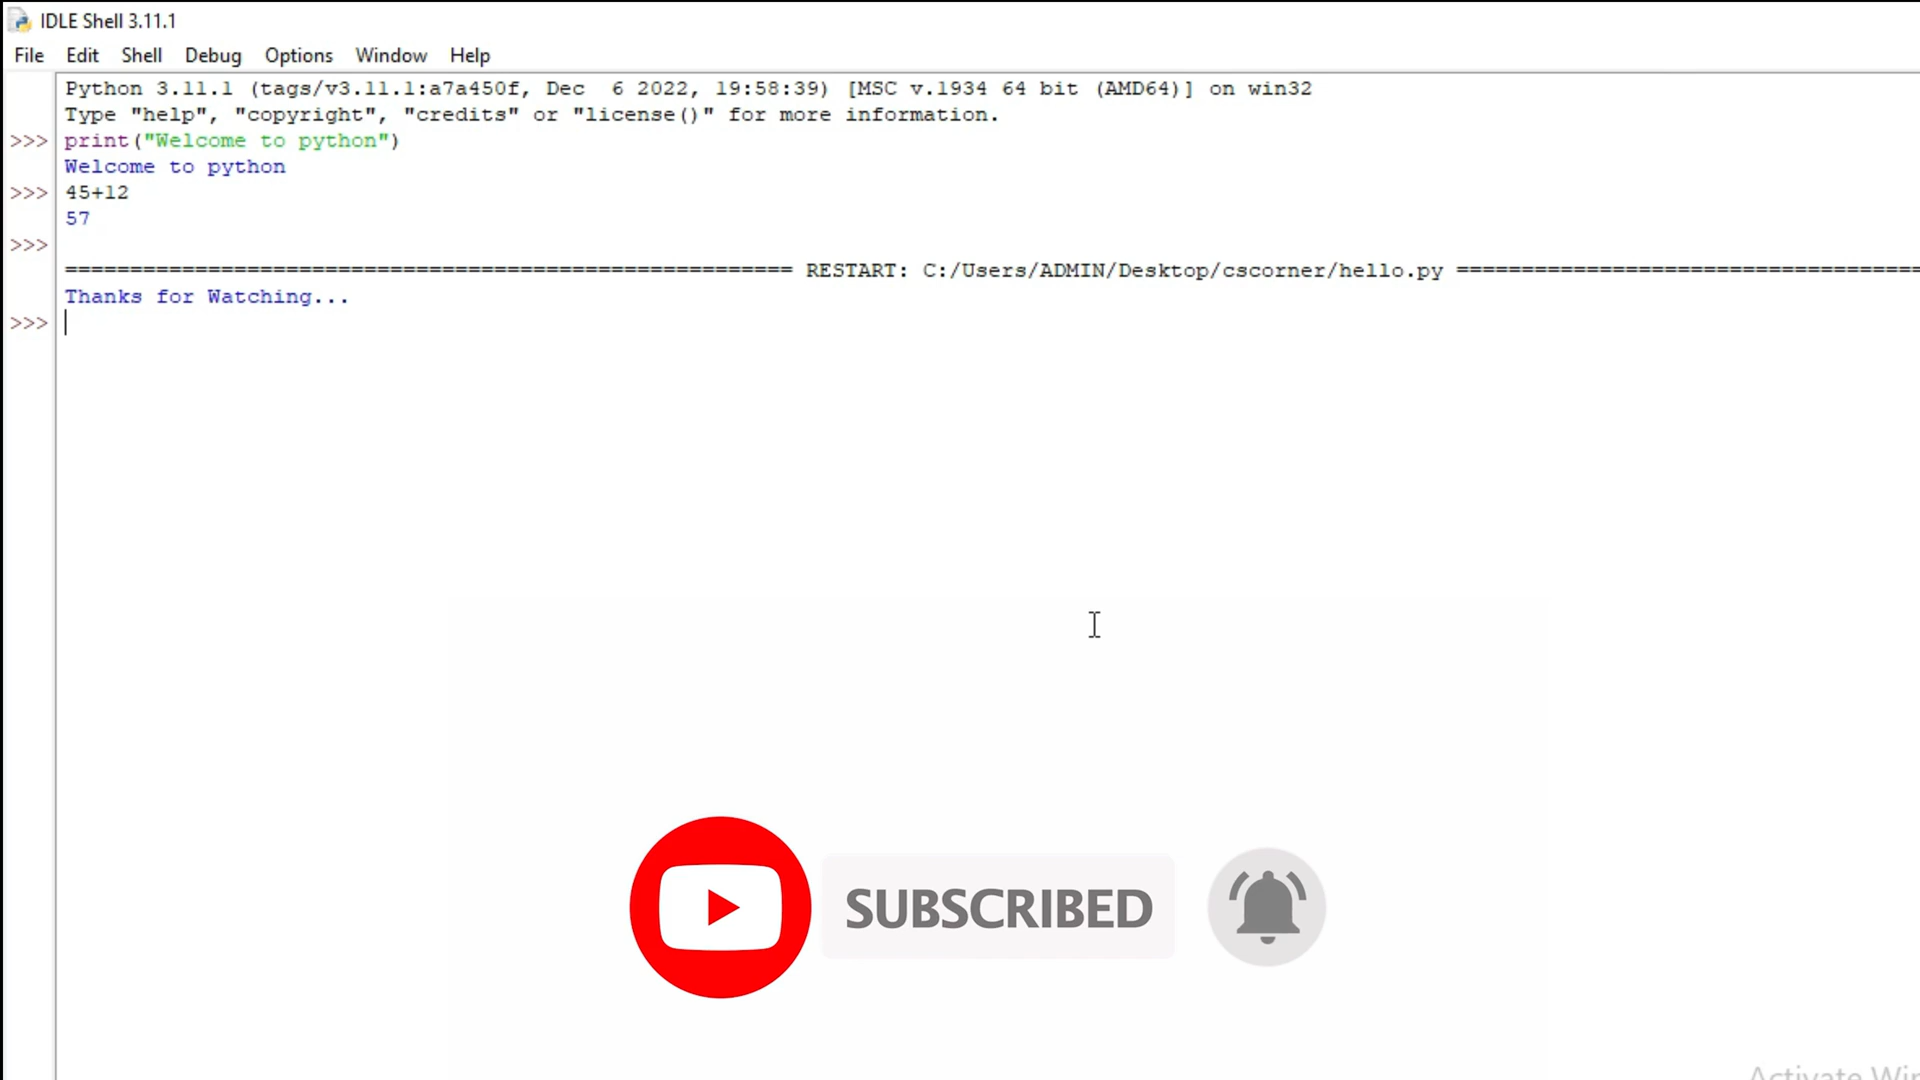 IDLE Shell 3.11.1
File Edit Shell Debug Options Window Help
Python 3.11.1 (tags/v3.11.1:a7a450f, Dec  6 2022, 19:58:39) [MSC v.1934 64 bit (AMD64)] on win32
Type "help", "copyright", "credits" or "license()" for more information.
>>> print("Welcome to python")
Welcome to python
>>> 45+12
57
>>>
======================================================== RESTART: C:/Users/ADMIN/Desktop/cscorner/hello.py ====================================
Thanks for Watching...
>>>
SUBSCRIBED
Activate